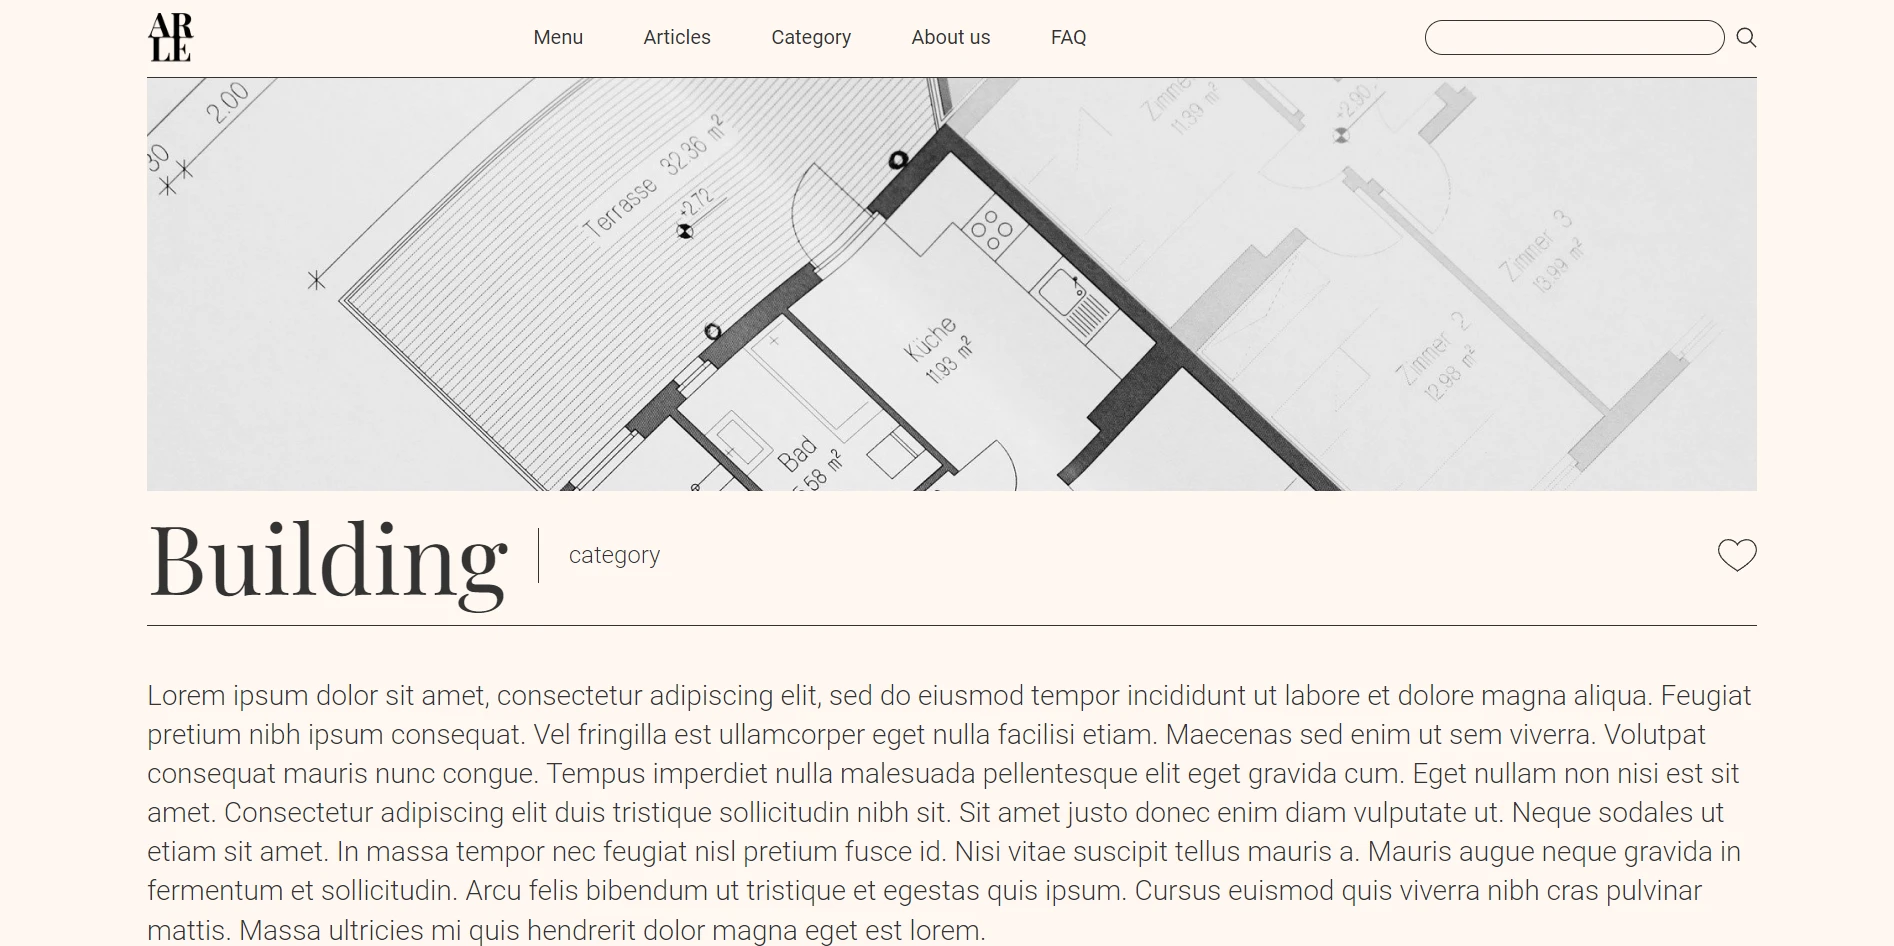 AR
LE
Menu
Articles
Category
About us
FAQ
2.00
30
Terrasse 32.36 m²
+2.72
Zimmer
11.39 m²
+2.90
Küche
11.93 m²
Zimmer 3
13.99 m²
Zimmer 2
12.98 m²
Bad
.58 m²
Building
category
Lorem ipsum dolor sit amet, consectetur adipiscing elit, sed do eiusmod tempor incididunt ut labore et dolore magna aliqua. Feugiat
pretium nibh ipsum consequat. Vel fringilla est ullamcorper eget nulla facilisi etiam. Maecenas sed enim ut sem viverra. Volutpat
consequat mauris nunc congue. Tempus imperdiet nulla malesuada pellentesque elit eget gravida cum. Eget nullam non nisi est sit
amet. Consectetur adipiscing elit duis tristique sollicitudin nibh sit. Sit amet justo donec enim diam vulputate ut. Neque sodales ut
etiam sit amet. In massa tempor nec feugiat nisl pretium fusce id. Nisi vitae suscipit tellus mauris a. Mauris augue neque gravida in
fermentum et sollicitudin. Arcu felis bibendum ut tristique et egestas quis ipsum. Cursus euismod quis viverra nibh cras pulvinar
mattis. Massa ultricies mi quis hendrerit dolor magna eget est lorem.